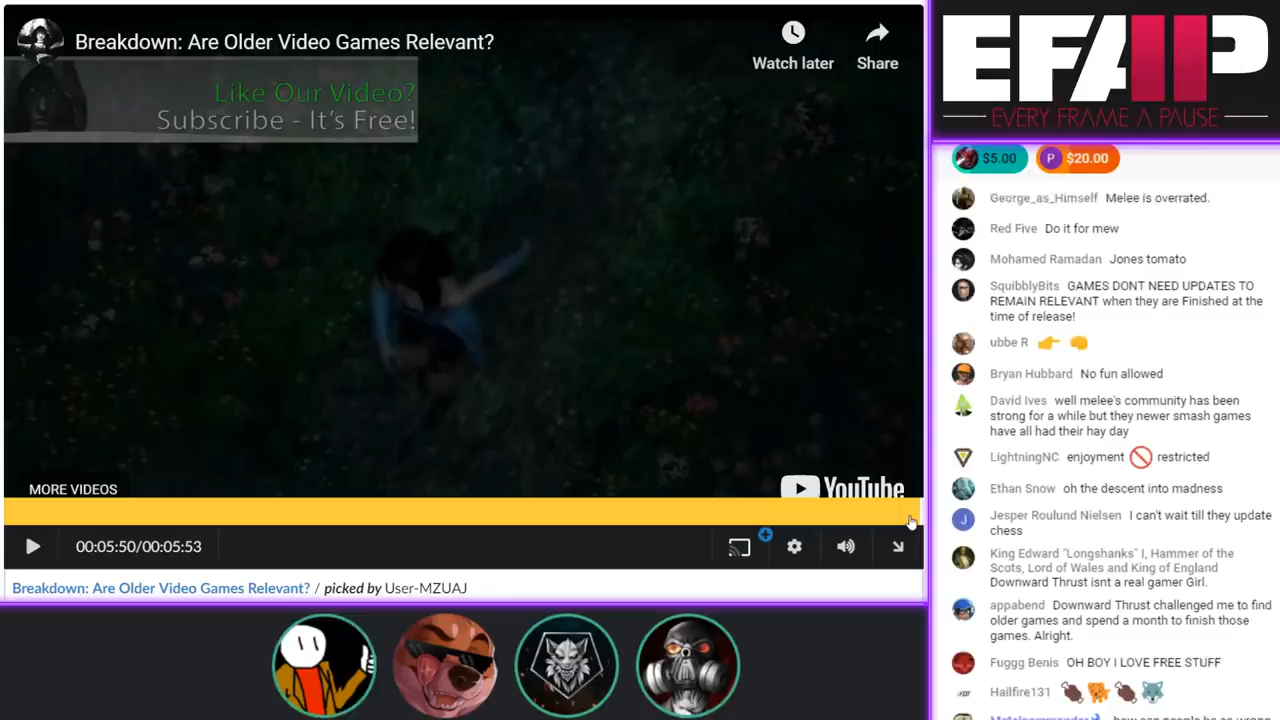 Breakdown: Are Older Video Games Relevant?
Watch later
Share
Like Our Video?
Subscribe - It's Free!
MORE VIDEOS
YouTube
00:05:50/00:05:53
Breakdown: Are Older Video Games Relevant? / picked by User-MZUAJ
EFAP
EVERY FRAME A PAUSE
$5.00
P $20.00
George_as_Himself Melee is overrated.
Red Five Do it for mew
Mohamed Ramadan Jones tomato
SquibblyBits GAMES DONT NEED UPDATES TO
REMAIN RELEVANT when they are Finished at the
time of release!
ubbe R 👉 👊
Bryan Hubbard No fun allowed
David Ives well melee's community has been
strong for a while but they newer smash games
have all had their hay day
LightningNC enjoyment 🚫 restricted
Ethan Snow oh the descent into madness
J Jesper Roulund Nielsen I can't wait till they update
chess
King Edward "Longshanks" I, Hammer of the
Scots, Lord of Wales and King of England
Downward Thrust isnt a real gamer Girl.
appabend Downward Thrust challenged me to find
older games and spend a month to finish those
games. Alright.
Fuggg Benis OH BOY I LOVE FREE STUFF
Hailfire131 🍖 🐯 🍖 🐺